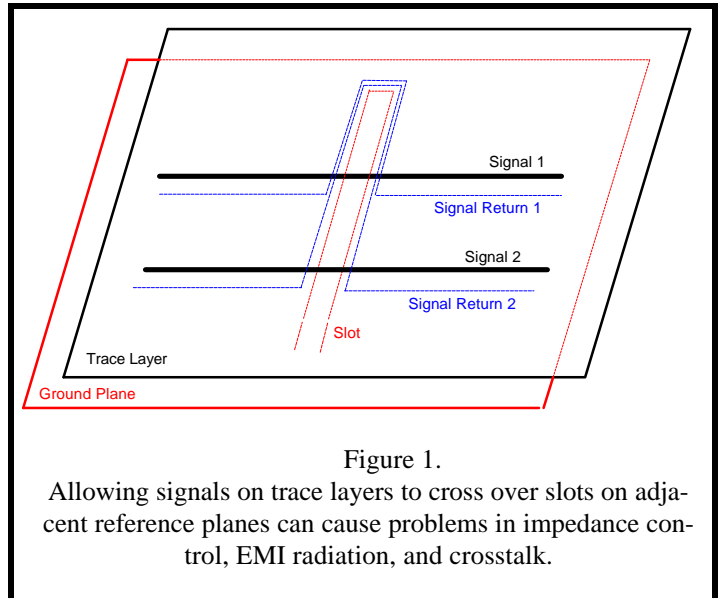 Signal 1
Signal Return 1
Signal 2
Signal Return 2
Slot
Trace Layer
Ground Plane
Figure 1.
Allowing signals on trace layers to cross over slots on adja-
cent reference planes can cause problems in impedance con-
trol, EMI radiation, and crosstalk.